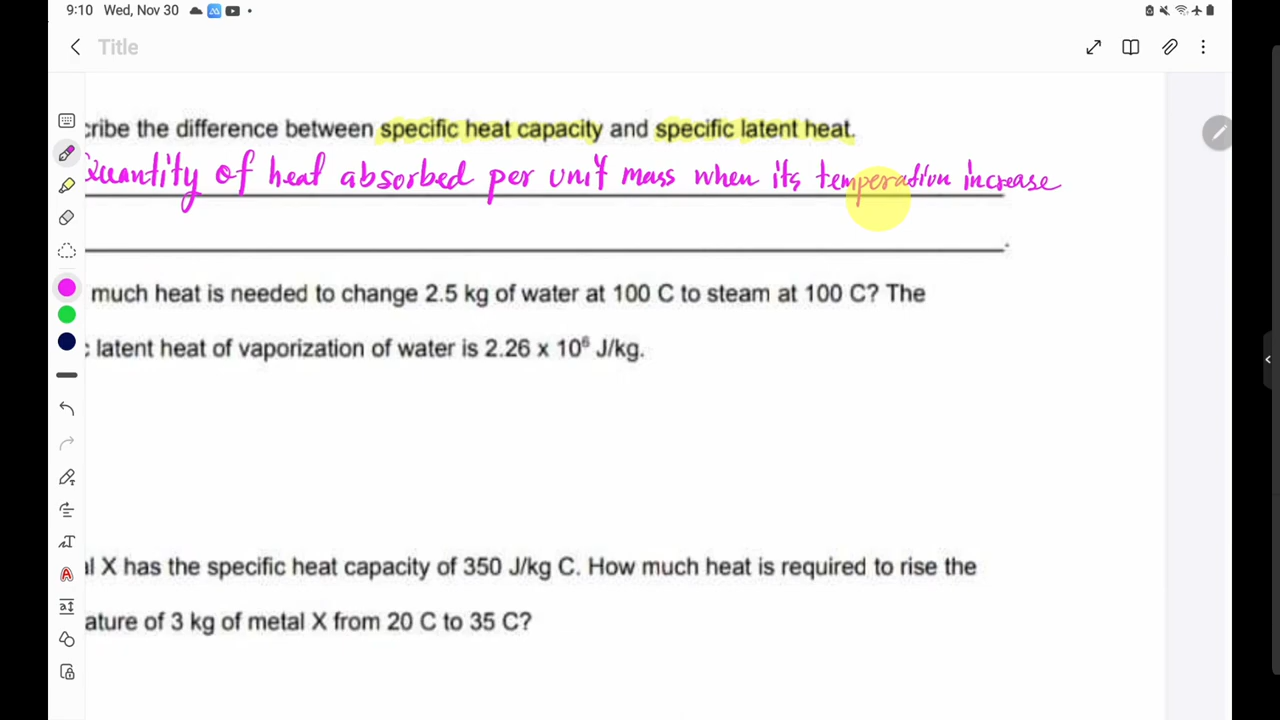 9:10 Wed, Nov 30
Title
cribe the difference between specific heat capacity and specific latent heat.
Quantity of heat absorbed per unit mass when its temperation increase
much heat is needed to change 2.5 kg of water at 100 C to steam at 100 C? The
c latent heat of vaporization of water is 2.26 x 10⁶ J/kg.
al X has the specific heat capacity of 350 J/kg C. How much heat is required to rise the
ature of 3 kg of metal X from 20 C to 35 C?